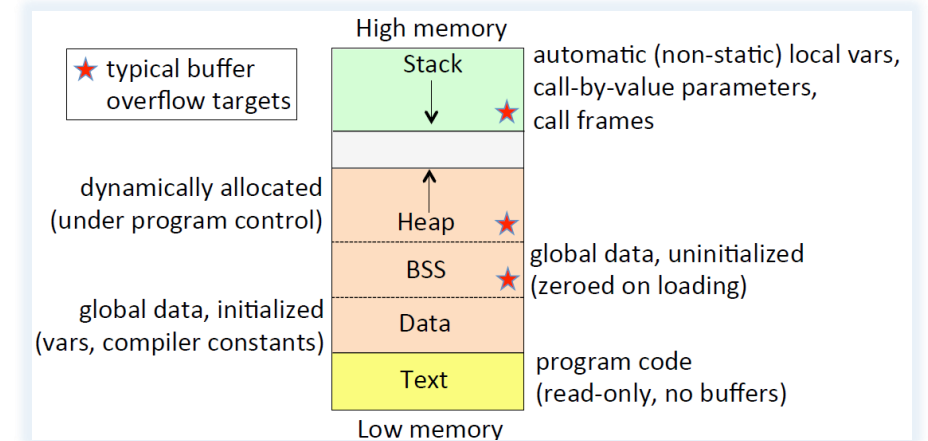 High memory
typical buffer
overflow targets
Stack
automatic (non-static) local vars,
call-by-value parameters,
call frames
dynamically allocated
(under program control)
Heap
BSS
global data, uninitialized
(zeroed on loading)
global data, initialized
(vars, compiler constants)
Data
Text
program code
(read-only, no buffers)
Low memory